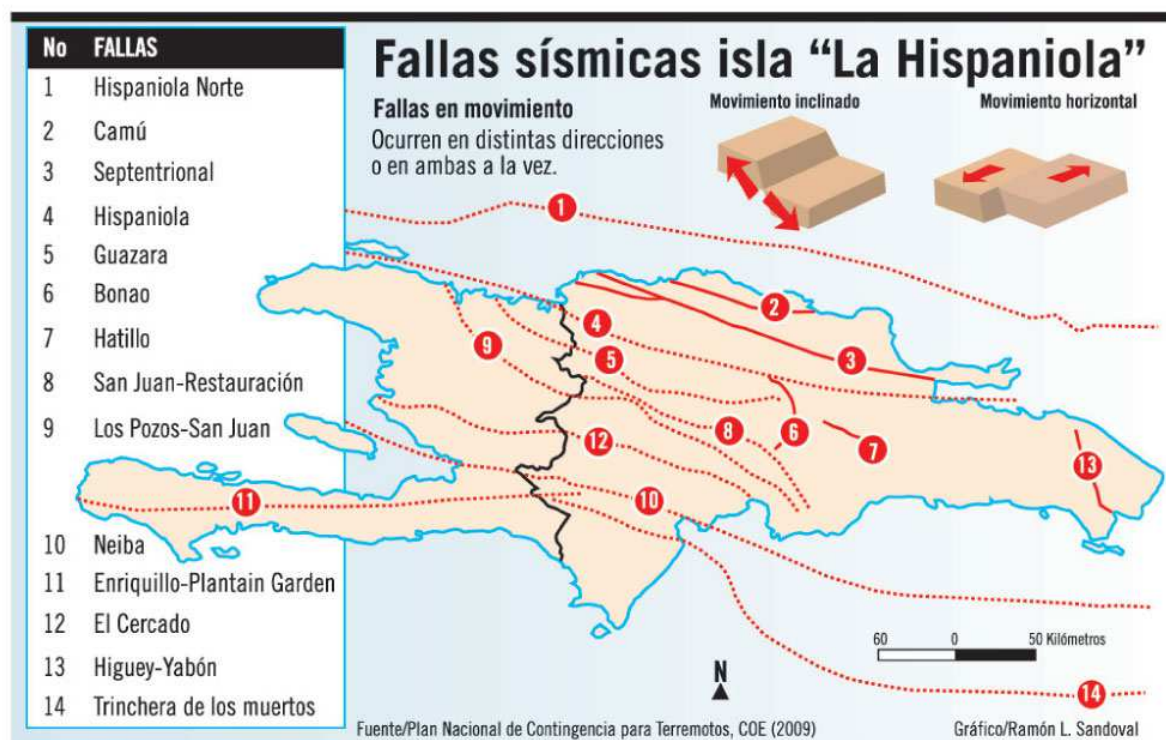 No FALLAS
1 Hispaniola Norte
2 Camú
3 Septentrional
4 Hispaniola
5 Guazara
6 Bonao
7 Hatillo
8 San Juan-Restauración
9 Los Pozos-San Juan
10 Neiba
11 Enriquillo-Plantain Garden
12 El Cercado
13 Higuey-Yabón
14 Trinchera de los muertos
Fallas sísmicas isla “La Hispaniola”
Fallas en movimiento
Ocurren en distintas direcciones
o en ambas a la vez.
Movimiento inclinado
Movimiento horizontal
1
2
3
4
5
9
8
6
7
12
13
10
11
14
60 0 50 Kilómetros
N
Fuente/Plan Nacional de Contingencia para Terremotos, COE (2009)
Gráfico/Ramón L. Sandoval